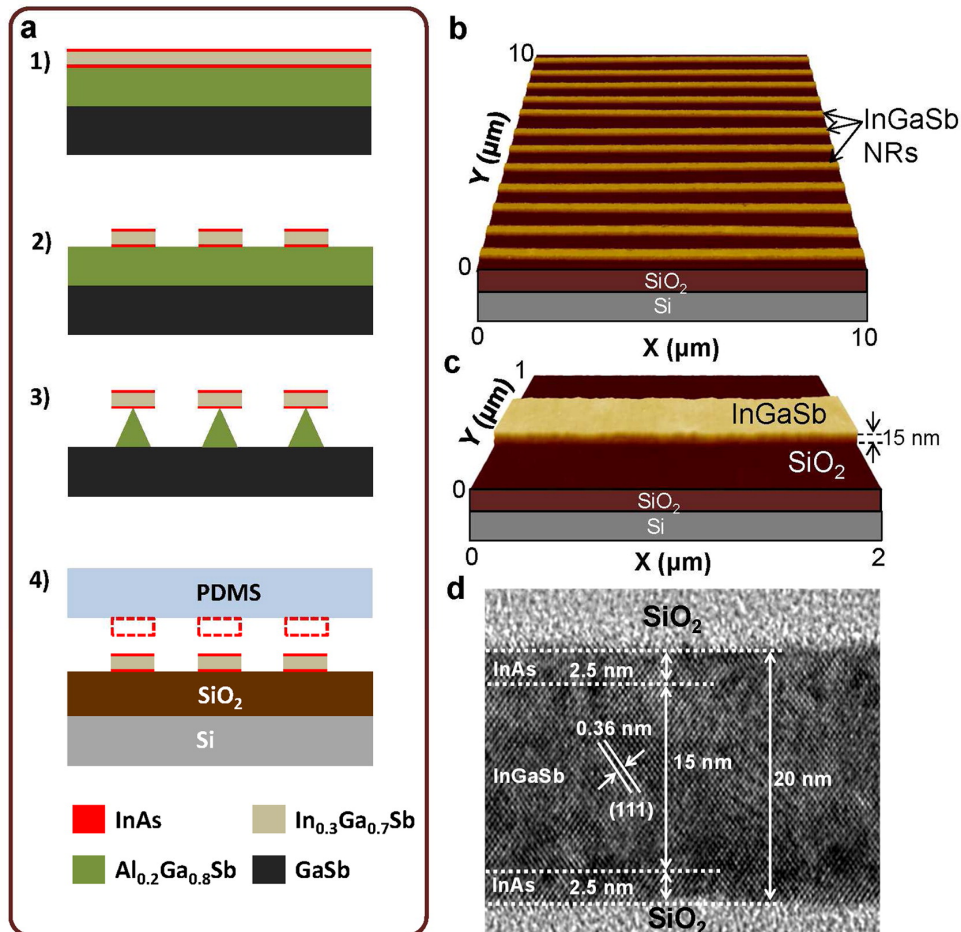 a
1)
2)
3)
4)
PDMS
SiO₂
Si
InAs
In₀.₃Ga₀.₇Sb
Al₀.₂Ga₀.₈Sb
GaSb
b
10
Y (µm)
0
InGaSb
NRs
SiO₂
Si
0
10
X (µm)
c
1
Y (µm)
0
InGaSb
15 nm
SiO₂
SiO₂
Si
0
2
X (µm)
d
SiO₂
InAs
2.5 nm
0.36 nm
InGaSb
15 nm
20 nm
(111)
InAs
2.5 nm
SiO₂